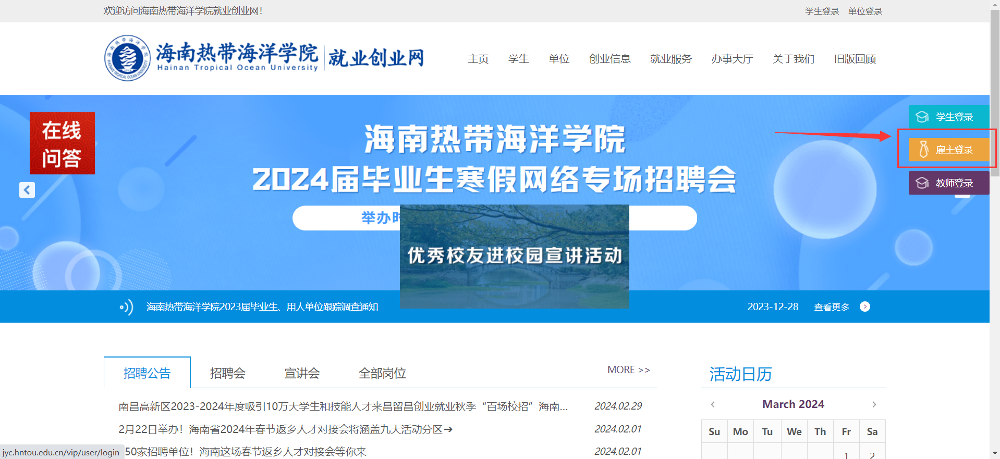 欢迎访问海南热带海洋学院就业创业网！
学生登录 单位登录
海南热带海洋学院
Hainan Tropical Ocean University
就业创业网
主页 学生 单位 创业信息 就业服务 办事大厅 关于我们 旧版回顾
在线
问答
海南热带海洋学院
2024届毕业生寒假网络专场招聘会
举办时
学生登录
雇主登录
教师登录
优秀校友进校园宣讲活动
海南热带海洋学院2023届毕业生、用人单位跟踪调查通知 2023-12-28 查看更多
招聘公告 招聘会 宣讲会 全部岗位 MORE >>
南昌高新区2023-2024年度吸引10万大学生和技能人才来昌留昌创业就业秋季“百场校招”海南... 2024.02.29
2月22日举办！海南省2024年春节返乡人才对接会将涵盖九大活动分区➔ 2024.02.01
50家招聘单位！海南这场春节返乡人才对接会等你来 2024.02.01
活动日历
March 2024
Su Mo Tu We Th Fr Sa
1 2
jyc.hntou.edu.cn/vip/user/login